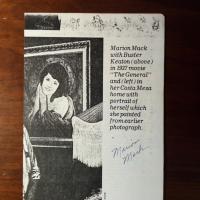 Marion Mack
with Buster
Keaton (above)
in 1927 movie
"The General"
and (left) in
her Costa Mesa
home with
portrait of
herself which
she painted
from earlier
photograph.
Marion
Mack